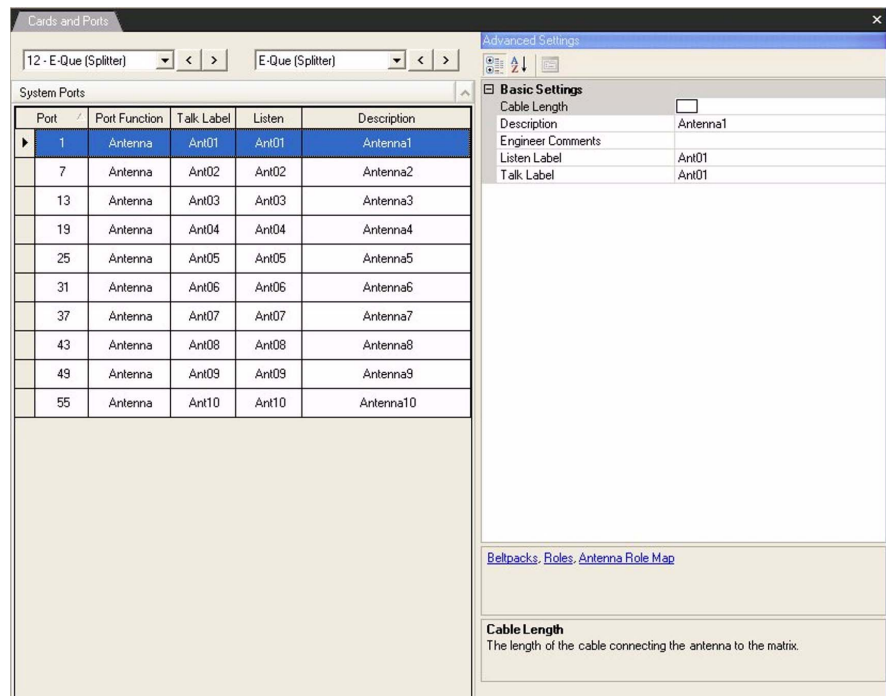 Cards and Ports
12 - E-Que (Splitter) < > E-Que (Splitter) < >
System Ports
Port Port Function Talk Label Listen Description
1 Antenna Ant01 Ant01 Antenna1
7 Antenna Ant02 Ant02 Antenna2
13 Antenna Ant03 Ant03 Antenna3
19 Antenna Ant04 Ant04 Antenna4
25 Antenna Ant05 Ant05 Antenna5
31 Antenna Ant06 Ant06 Antenna6
37 Antenna Ant07 Ant07 Antenna7
43 Antenna Ant08 Ant08 Antenna8
49 Antenna Ant09 Ant09 Antenna9
55 Antenna Ant10 Ant10 Antenna10
Advanced Settings
Basic Settings
Cable Length
Description Antenna1
Engineer Comments
Listen Label Ant01
Talk Label Ant01
Beltpacks, Roles, Antenna Role Map
Cable Length
The length of the cable connecting the antenna to the matrix.